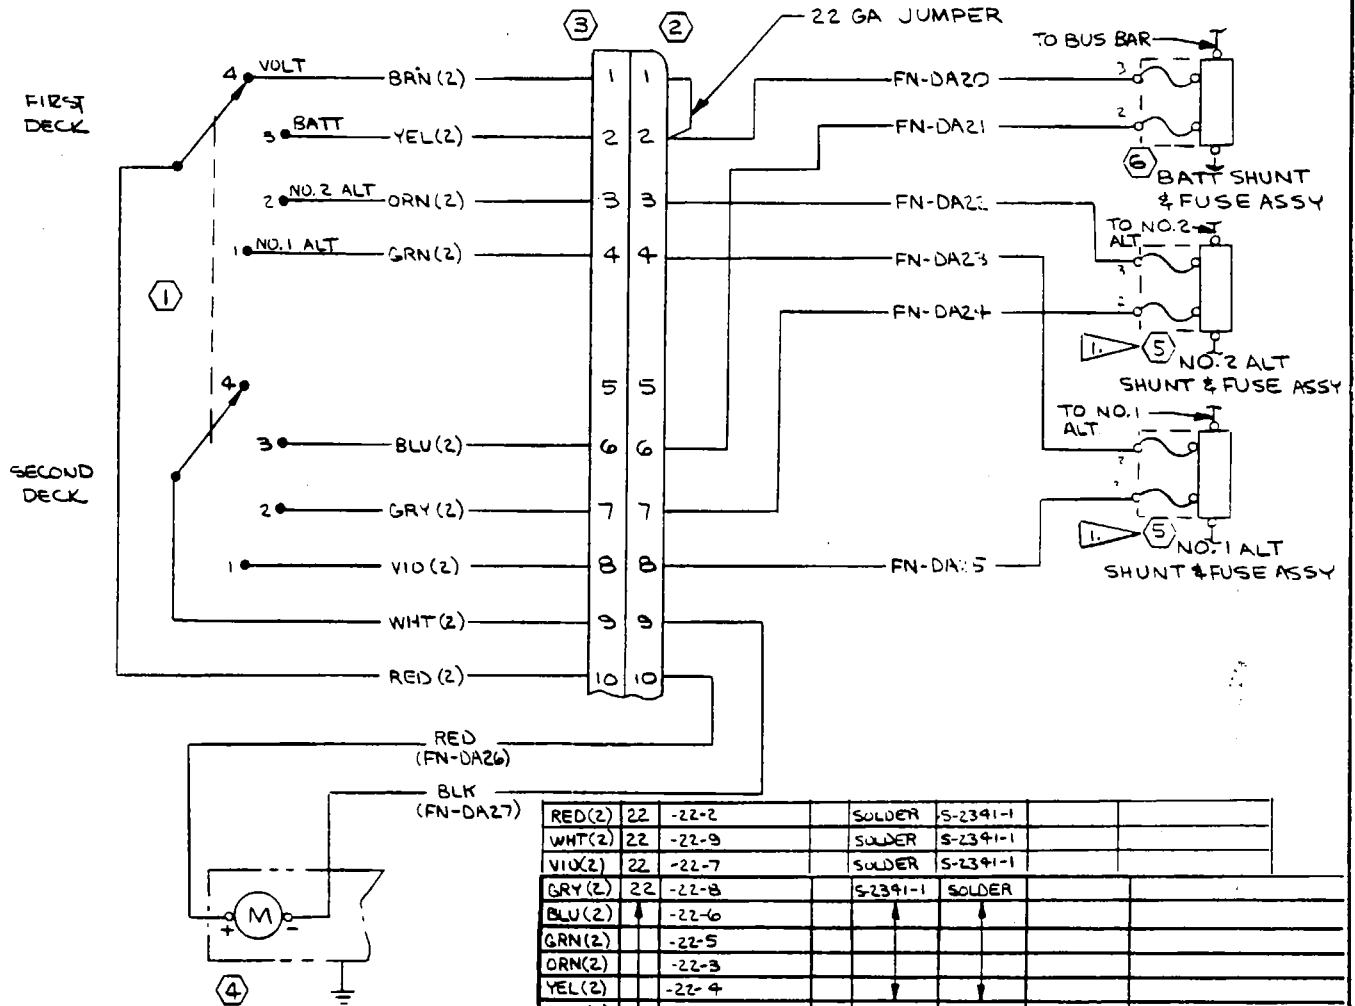 3 2
22 GA JUMPER
TO BUS BAR
4 VOLT BRN(2) 1 1 FN-DA20 3
FIRST DECK
3 BATT YEL(2) 2 2 FN-DA21 2
6
BATT SHUNT
& FUSE ASSY
2 NO.2 ALT ORN(2) 3 3
TO NO.2 ALT
1 NO.1 ALT GRN(2) 4 4 FN-DA23 3
1
FN-DA24 2
1. 5
NO.2 ALT
SHUNT & FUSE ASSY
4 5 5
TO NO.1 ALT
3 BLU(2) 6 6
SECOND DECK
2 GRY(2) 7 7
1. 5
NO.1 ALT
SHUNT & FUSE ASSY
1 VIO(2) 8 8
WHT(2) 9 9
RED(2) 10 10
RED
(FN-DA26)
BLK
(FN-DA27)
M
+ -
4
RED(2) 22 -22-2 SOLDER S-2341-1
WHT(2) 22 -22-9 SOLDER S-2341-1
VIO(2) 22 -22-7 SOLDER S-2341-1
GRY(2) 22 -22-8 S-2341-1 SOLDER
BLU(2) -22-6
GRN(2) -22-5
ORN(2) -22-3
YEL(2) -22-4